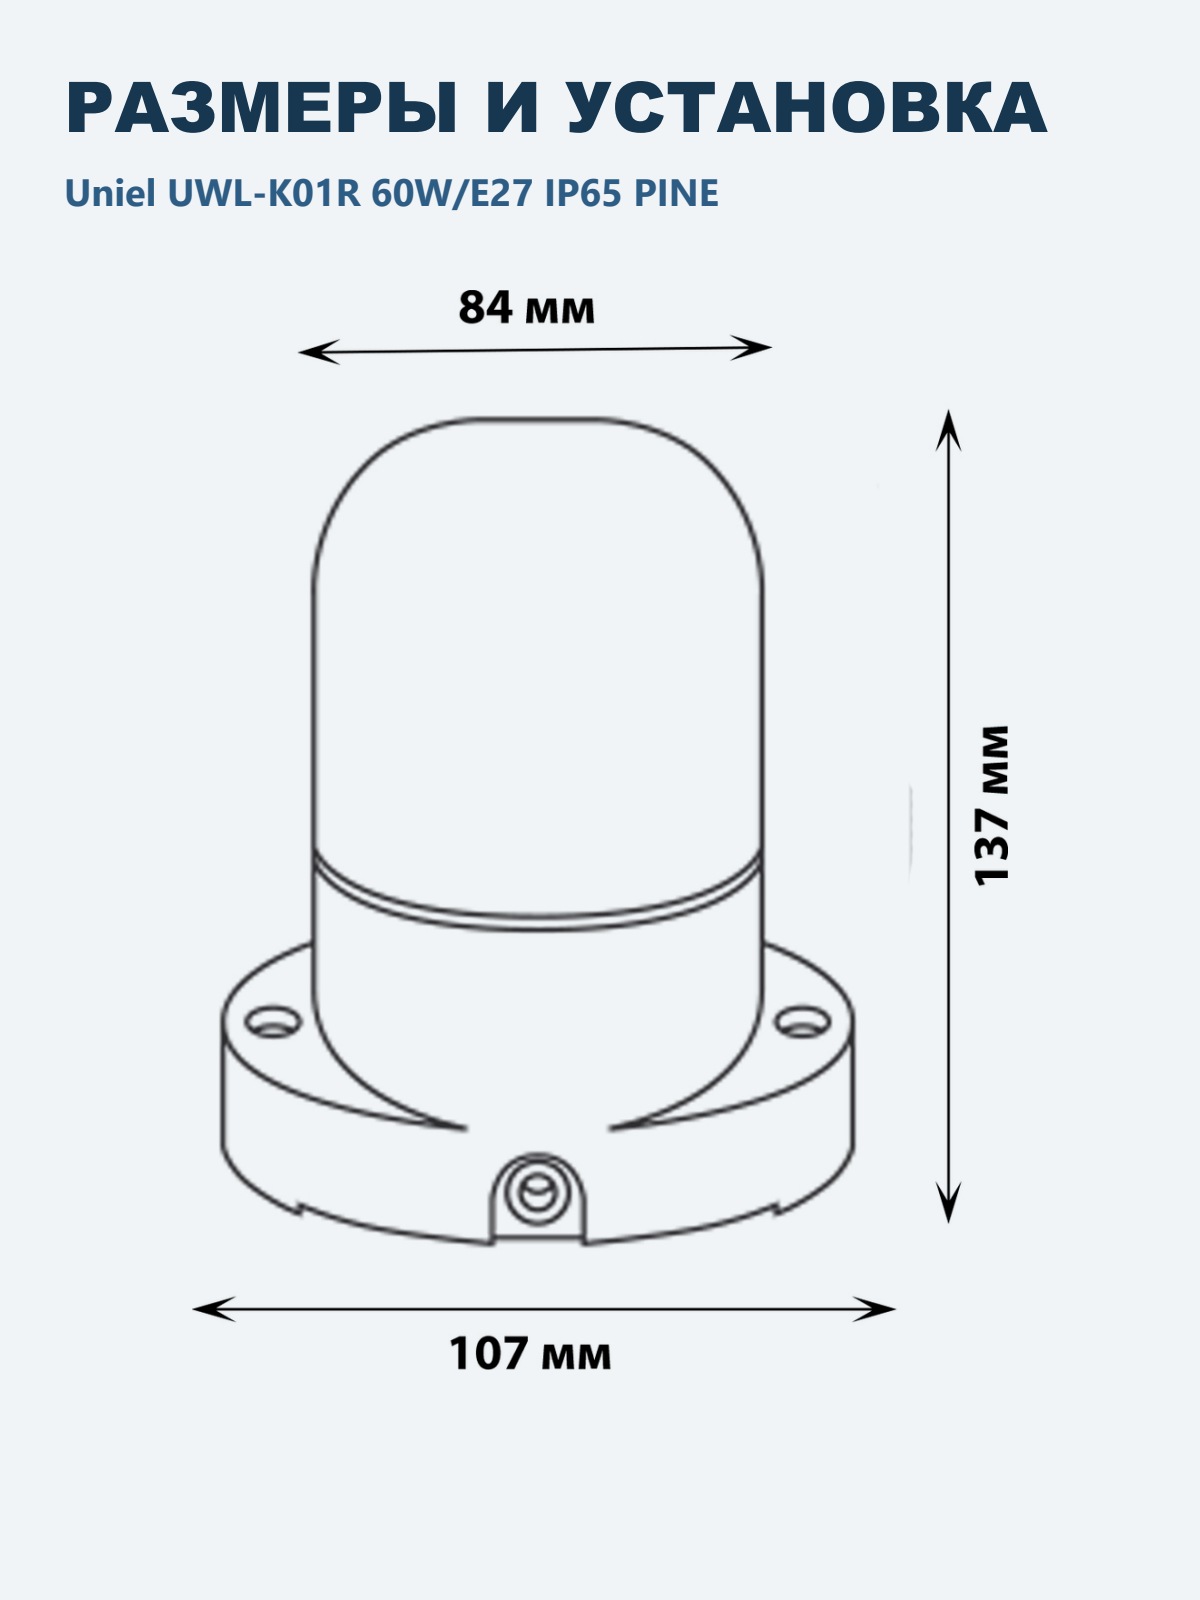 РАЗМЕРЫ И УСТАНОВКА
Uniel UWL-K01R 60W/E27 IP65 PINE
84 мм
137 мм
107 мм